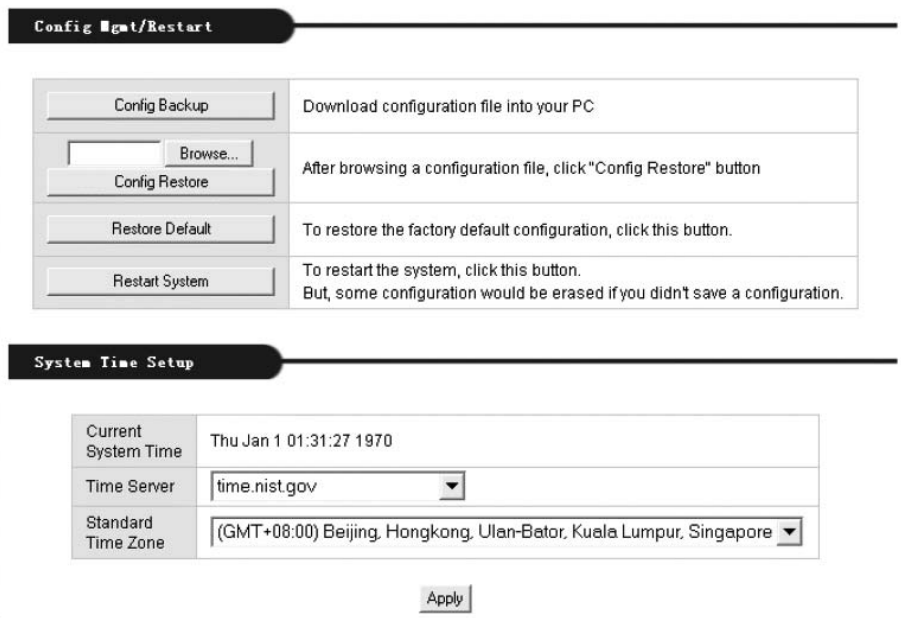 Config Mgmt/Restart
Config Backup
Download configuration file into your PC
Browse...
Config Restore
After browsing a configuration file, click "Config Restore" button
Restore Default
To restore the factory default configuration, click this button.
Restart System
To restart the system, click this button.
But, some configuration would be erased if you didn't save a configuration.
System Time Setup
Current
System Time
Thu Jan 1 01:31:27 1970
Time Server
time.nist.gov
Standard
Time Zone
(GMT+08:00) Beijing, Hongkong, Ulan-Bator, Kuala Lumpur, Singapore
Apply